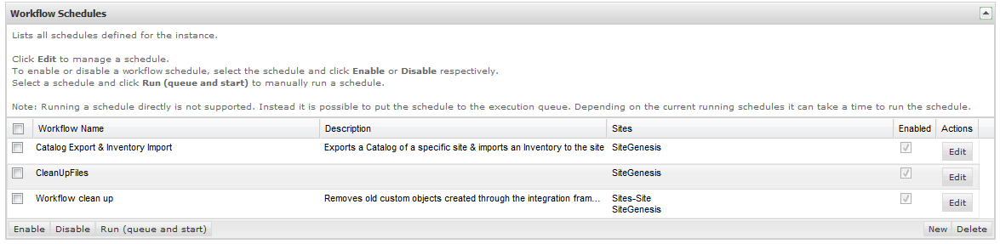 Workflow Schedules
Lists all schedules defined for the instance.
Click Edit to manage a schedule.
To enable or disable a workflow schedule, select the schedule and click Enable or Disable respectively.
Select a schedule and click Run (queue and start) to manually run a schedule.
Note: Running a schedule directly is not supported. Instead it is possible to put the schedule to the execution queue. Depending on the current running schedules it can take a time to run the schedule.
Workflow Name Description Sites Enabled Actions
Catalog Export & Inventory Import Exports a Catalog of a specific site & imports an Inventory to the site SiteGenesis Edit
CleanUpFiles SiteGenesis Edit
Workflow clean up Removes old custom objects created through the integration fram... Sites-Site Edit
SiteGenesis
Enable Disable Run (queue and start) New Delete